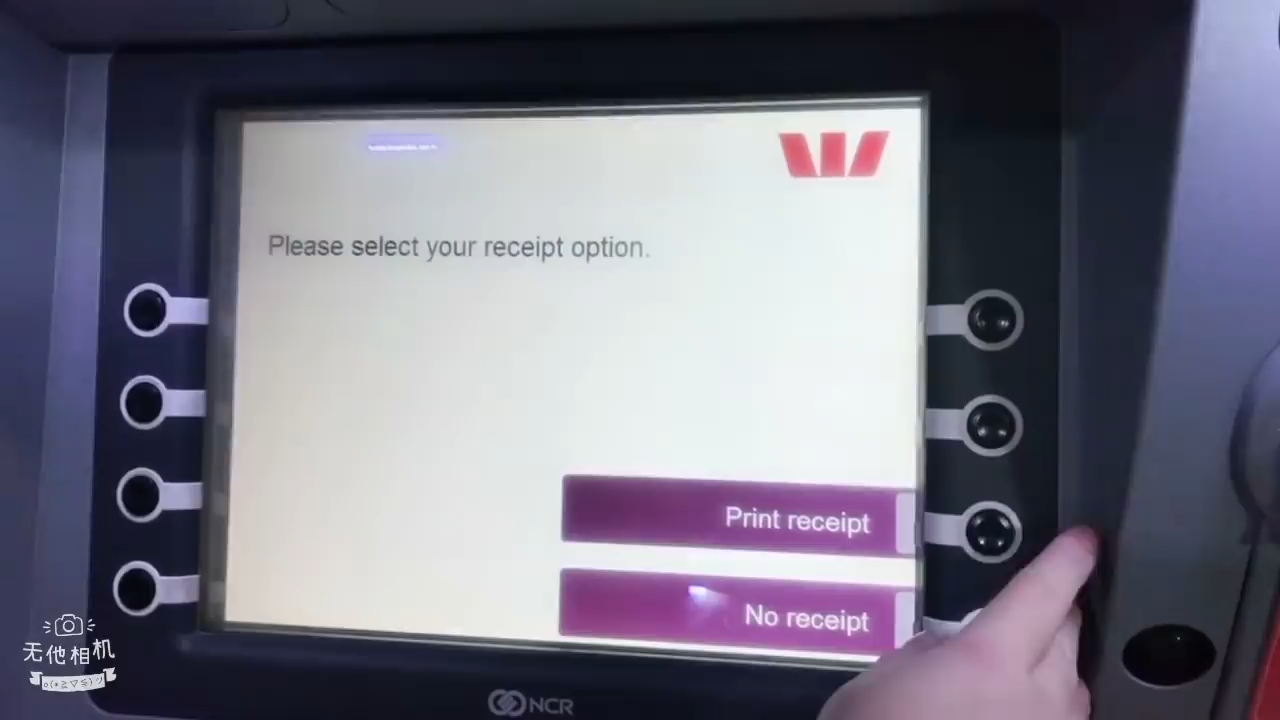 Please select your receipt option.
Print receipt
No receipt
NCR
无他相机